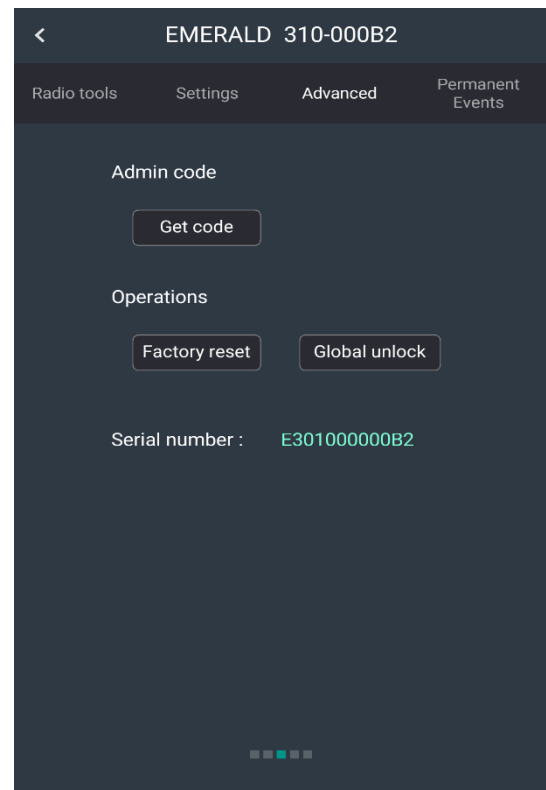 EMERALD 310-000B2
Radio tools Settings Advanced Permanent Events
Admin code
Get code
Operations
Factory reset Global unlock
Serial number : E301000000B2